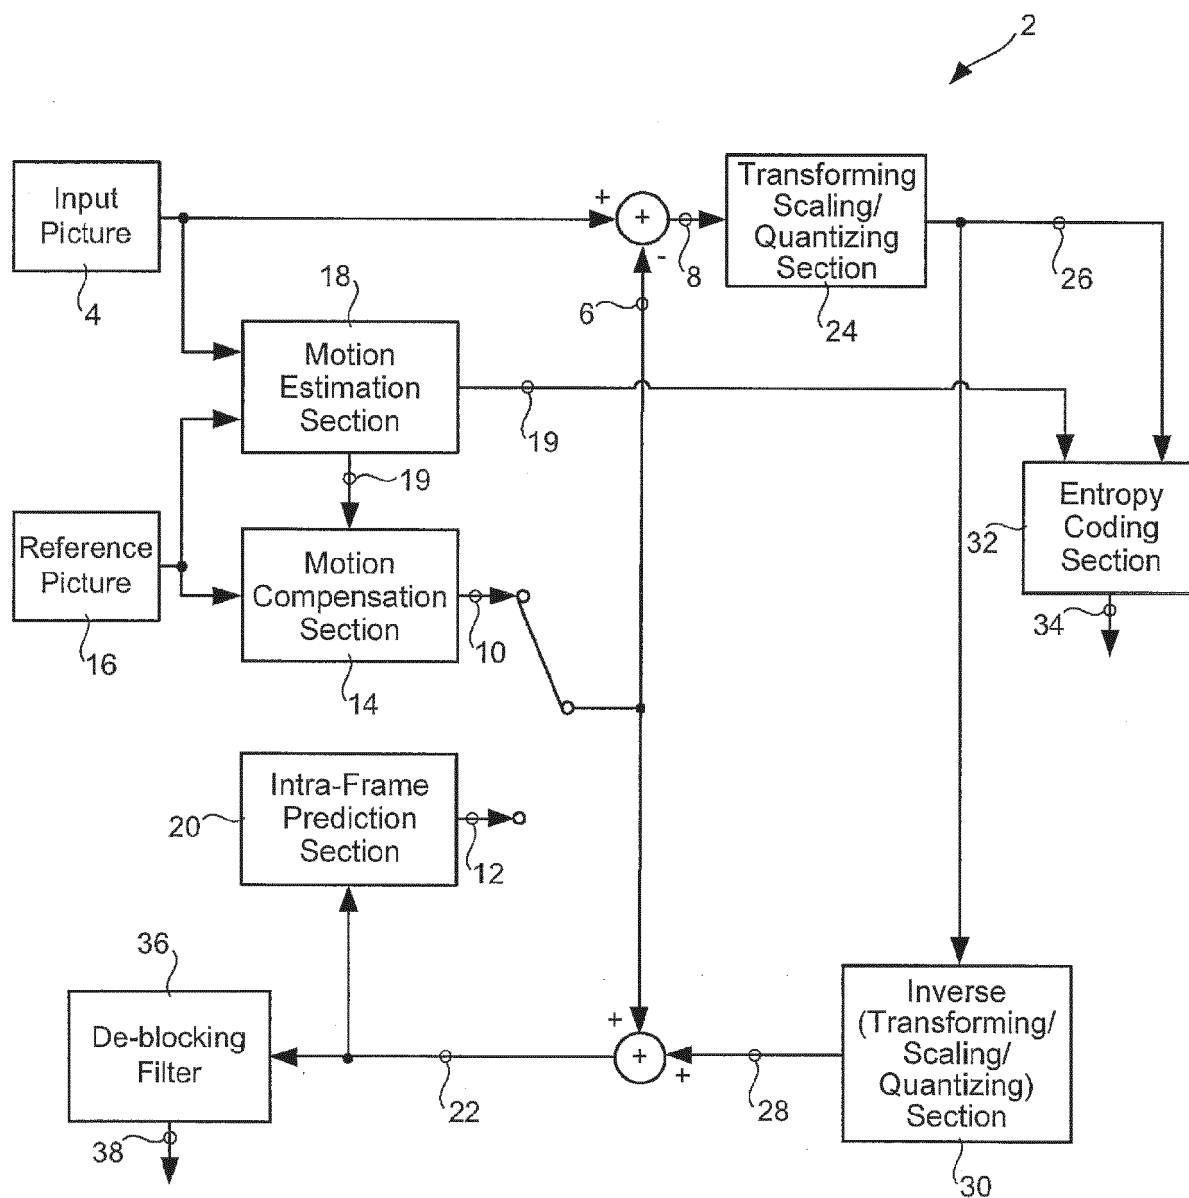 2
Input
Picture
4
+
+
-
8
Transforming
Scaling/
Quantizing
Section
24
26
6
18
Motion
Estimation
Section
19
19
Reference
Picture
16
Motion
Compensation
Section
14
10
Entropy
Coding
Section
32
34
Intra-Frame
Prediction
Section
20
12
36
De-blocking
Filter
38
22
+
+
+
28
Inverse
(Transforming/
Scaling/
Quantizing)
Section
30